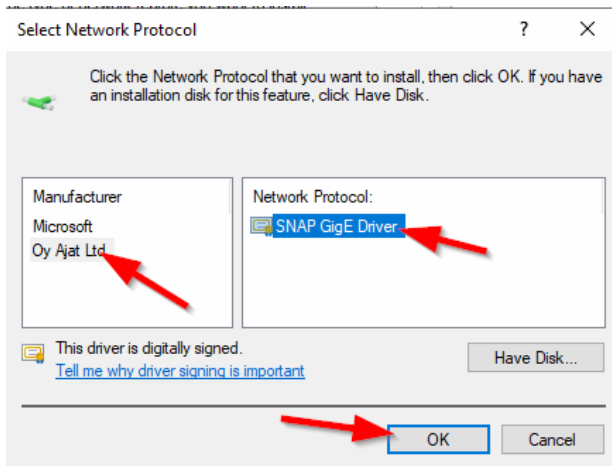 Select Network Protocol
Click the Network Protocol that you want to install, then click OK. If you have
an installation disk for this feature, click Have Disk.
Manufacturer
Microsoft
Oy Ajat Ltd
Network Protocol:
SNAP GigE Driver
This driver is digitally signed.
Tell me why driver signing is important
Have Disk...
OK
Cancel